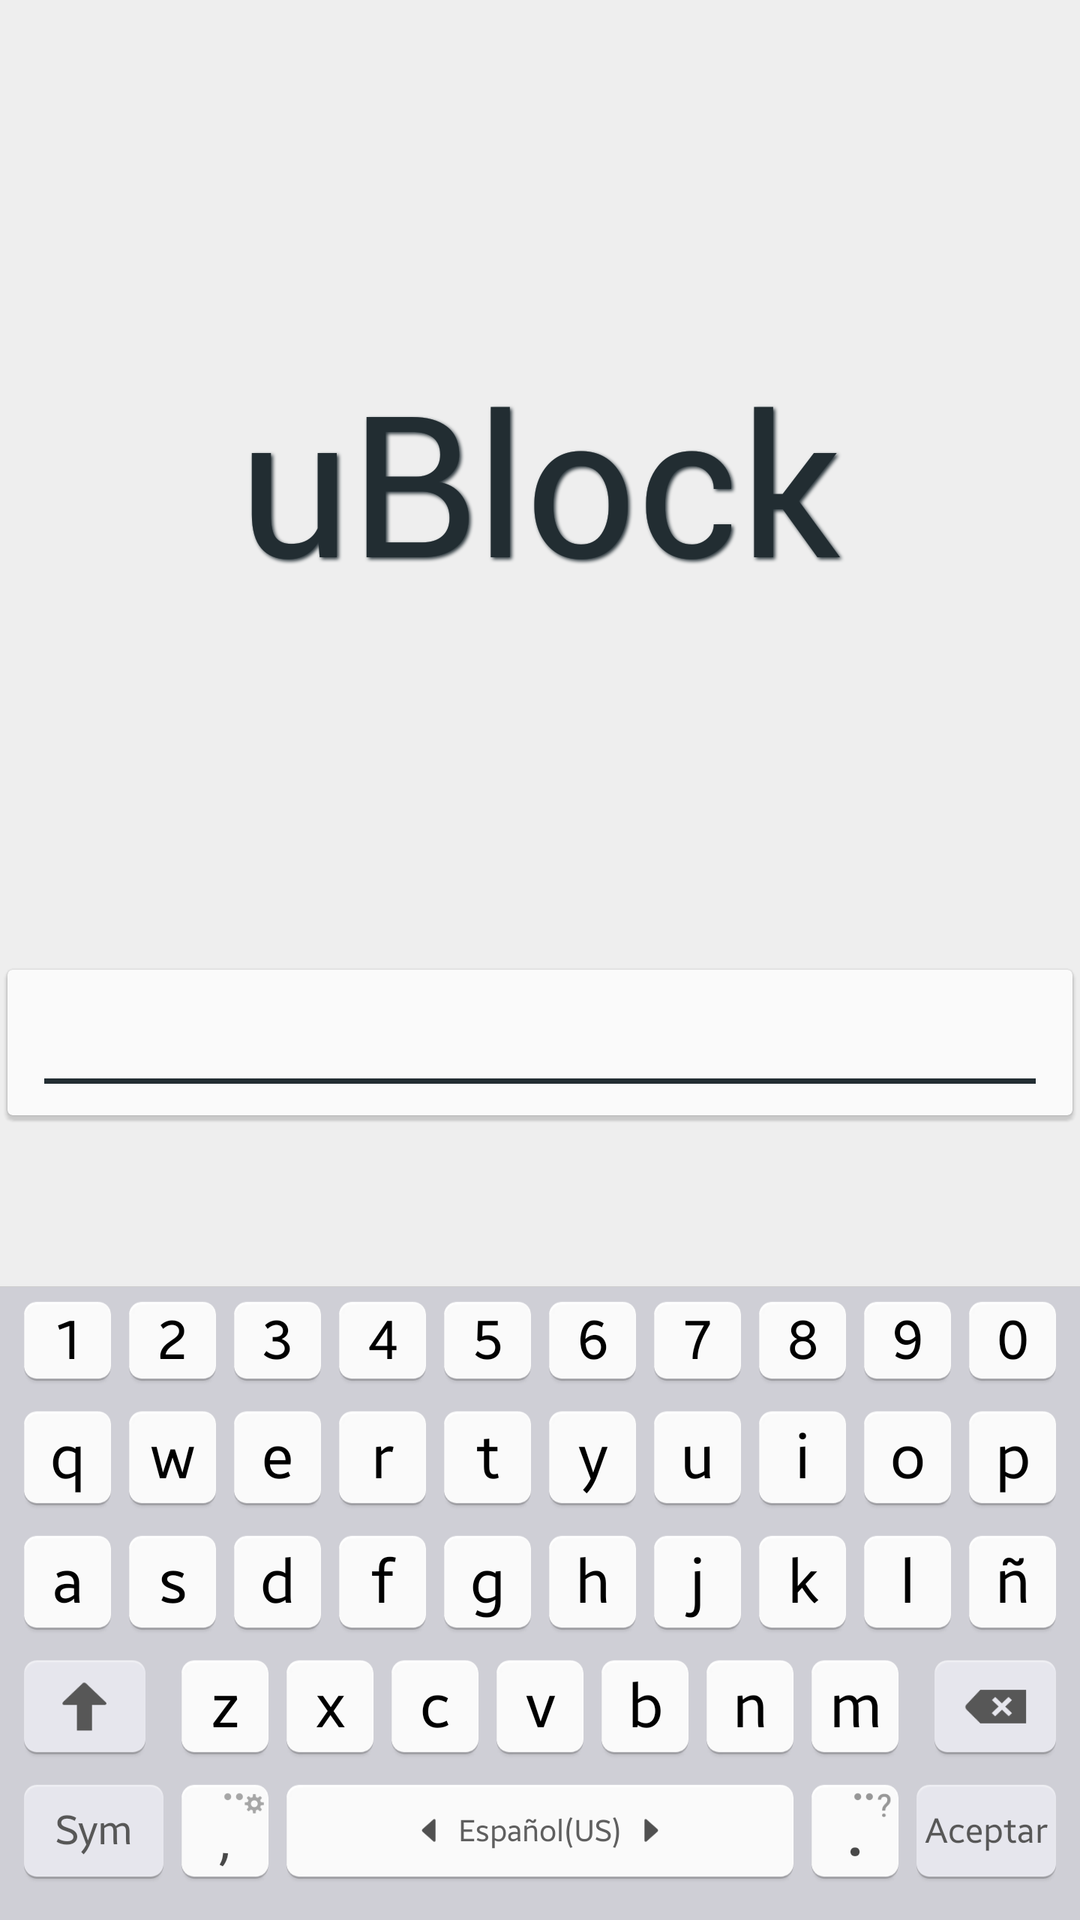 uBlock
1 2 3 4 5 6 7 8 9 0
q w e r t y u i o p
a s d f g h j k l ñ
z x c v b n m
Sym , Español(US) . ? Aceptar